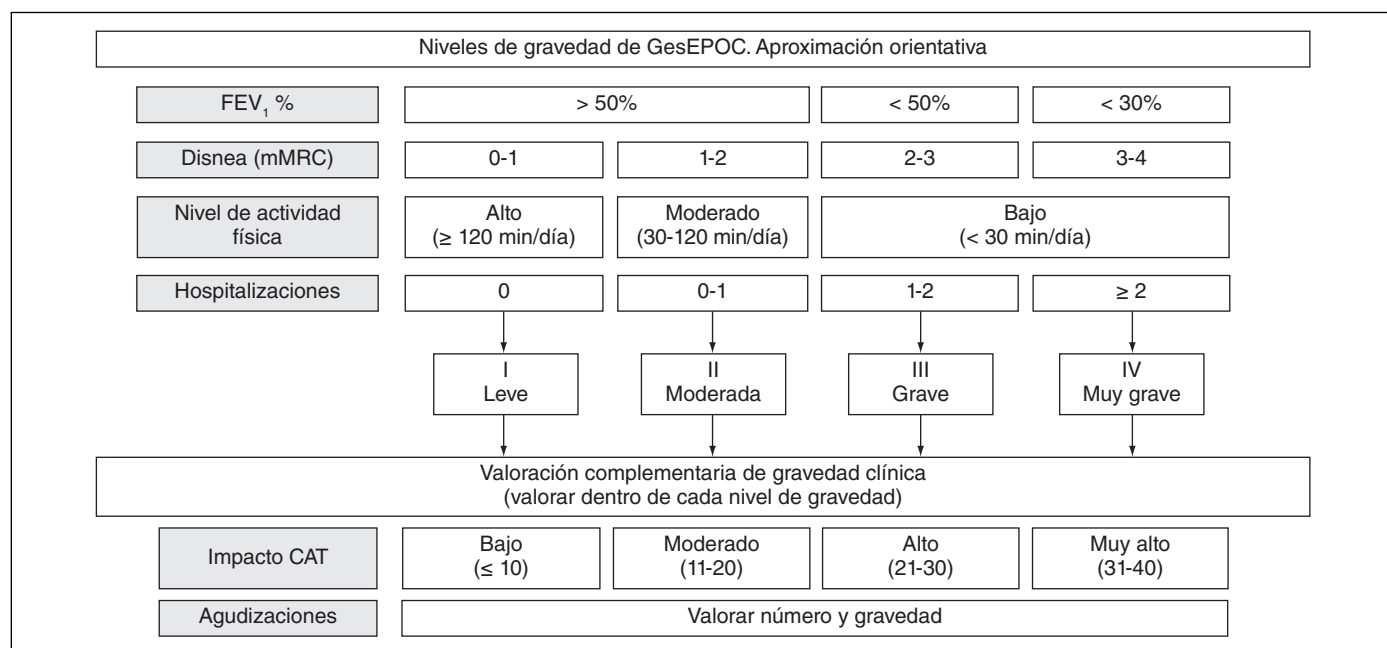 Niveles de gravedad de GesEPOC. Aproximación orientativa
FEV1 %
> 50%
< 50%
< 30%
Disnea (mMRC)
0-1
1-2
2-3
3-4
Nivel de actividad
física
Alto
(≥ 120 min/día)
Moderado
(30-120 min/día)
Bajo
(< 30 min/día)
Hospitalizaciones
0
0-1
1-2
≥ 2
I
Leve
II
Moderada
III
Grave
IV
Muy grave
Valoración complementaria de gravedad clínica
(valorar dentro de cada nivel de gravedad)
Impacto CAT
Bajo
(≤ 10)
Moderado
(11-20)
Alto
(21-30)
Muy alto
(31-40)
Agudizaciones
Valorar número y gravedad